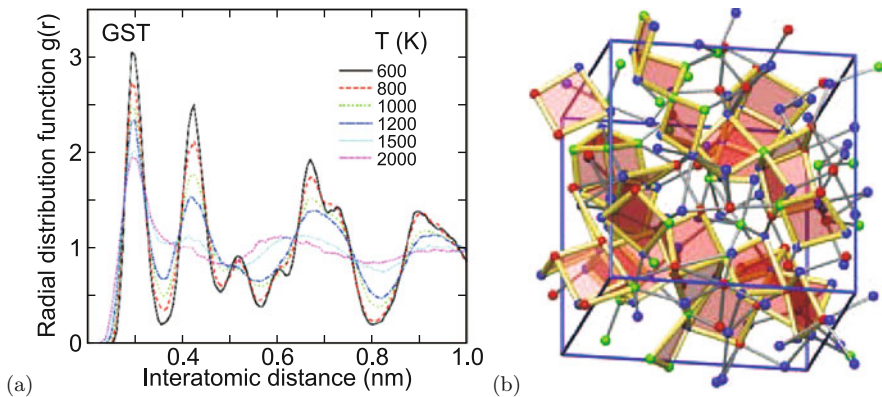 GST
T (K)
600
800
1000
1200
1500
2000
Radial distribution function g(r)
3
2
1
0
0.4
0.6
0.8
1.0
Interatomic distance (nm)
(a)
(b)